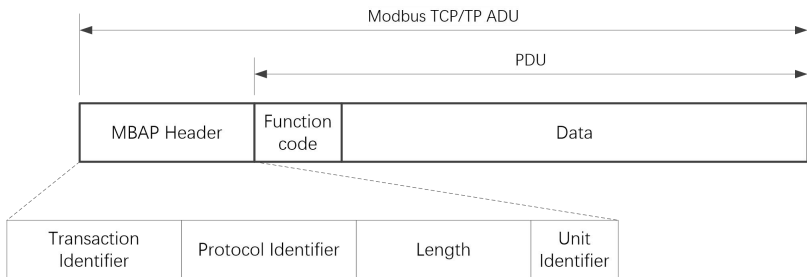 Modbus TCP/TP ADU
PDU
MBAP Header
Function
code
Data
Transaction
Identifier
Protocol Identifier
Length
Unit
Identifier